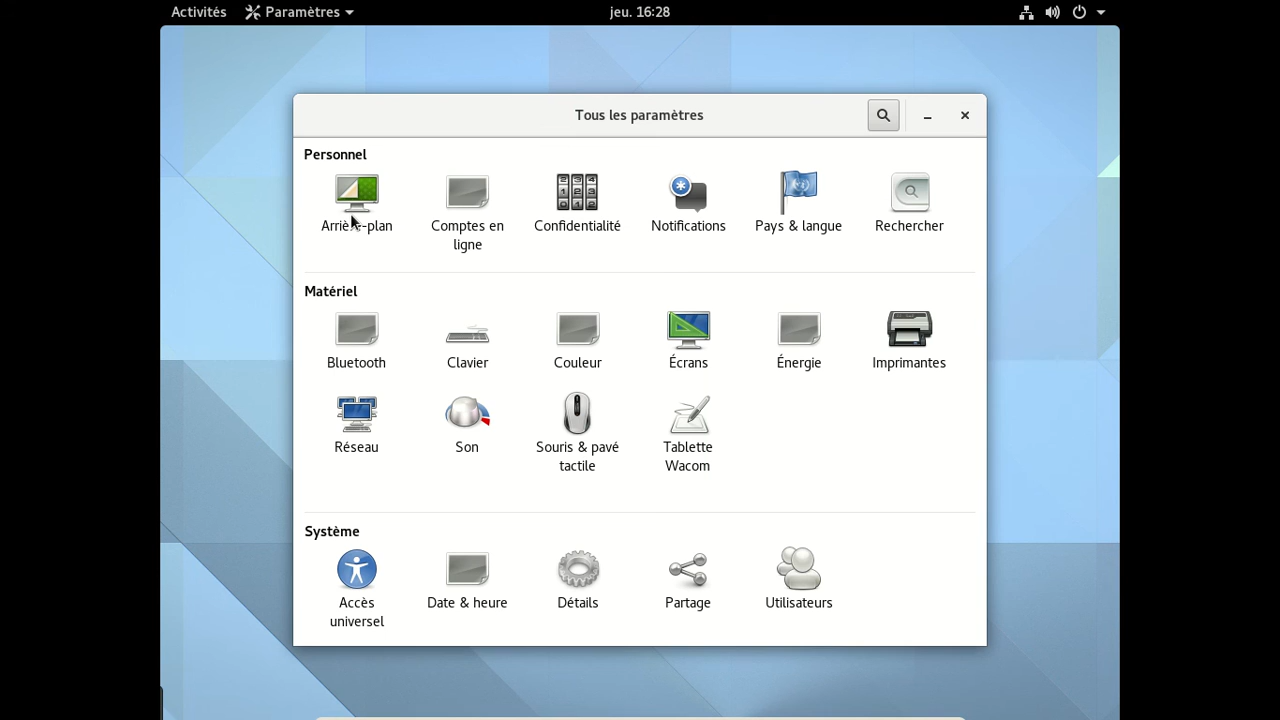 Activités Paramètres jeu. 16:28
Tous les paramètres
Personnel
Arrière-plan Comptes en ligne Confidentialité Notifications Pays & langue Rechercher
Matériel
Bluetooth Clavier Couleur Écrans Énergie Imprimantes
Réseau Son Souris & pavé tactile Tablette Wacom
Système
Accès universel Date & heure Détails Partage Utilisateurs